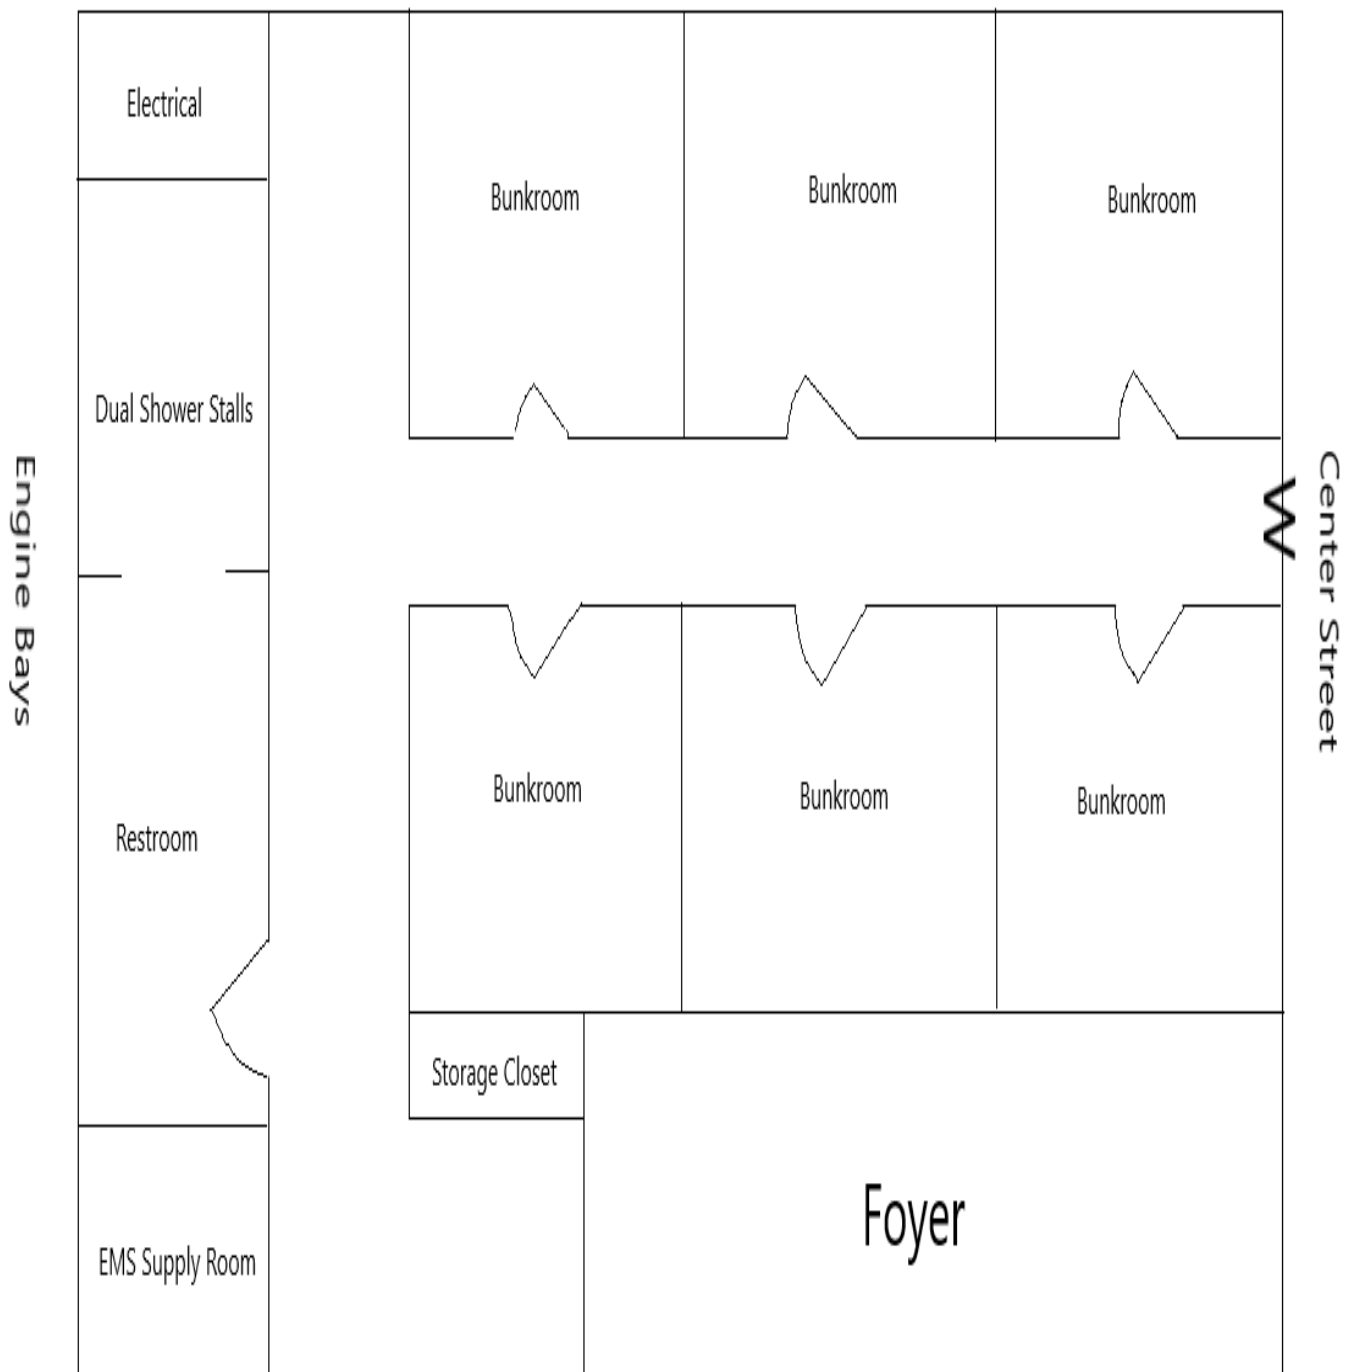 Electrical
Bunkroom
Bunkroom
Bunkroom
Dual Shower Stalls
Engine Bays
W
Center Street
Restroom
Bunkroom
Bunkroom
Bunkroom
Storage Closet
Foyer
EMS Supply Room